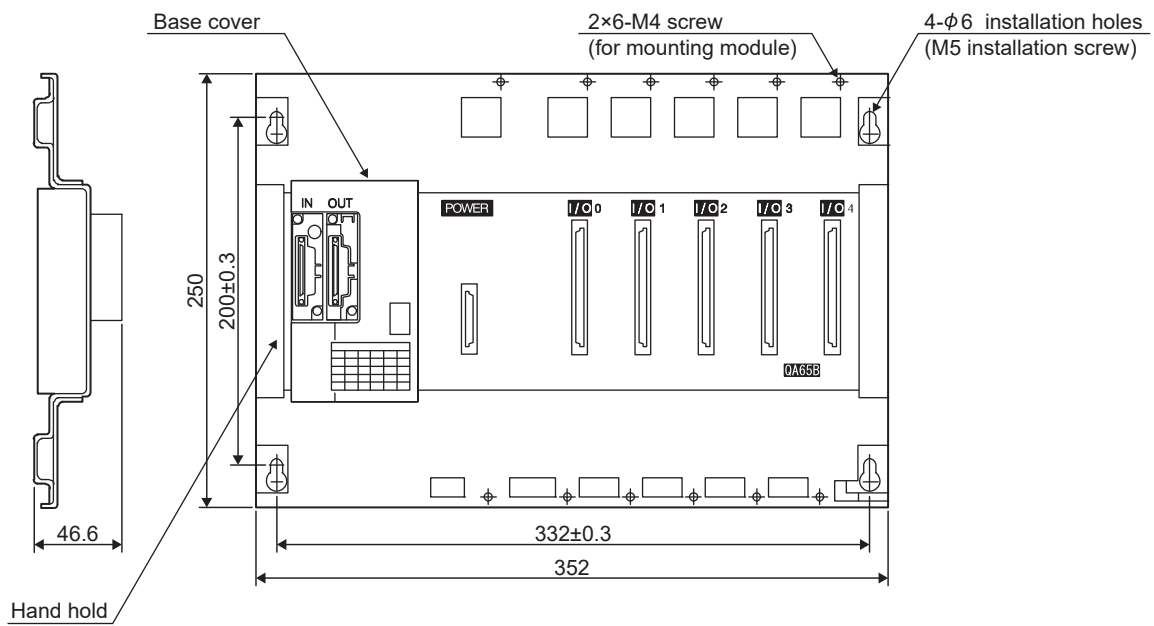 Base cover
2×6-M4 screw
(for mounting module)
4-ϕ6 installation holes
(M5 installation screw)
IN OUT
POWER
I/O 0
I/O 1
I/O 2
I/O 3
I/O 4
250
200±0.3
QA65B
46.6
332±0.3
352
Hand hold